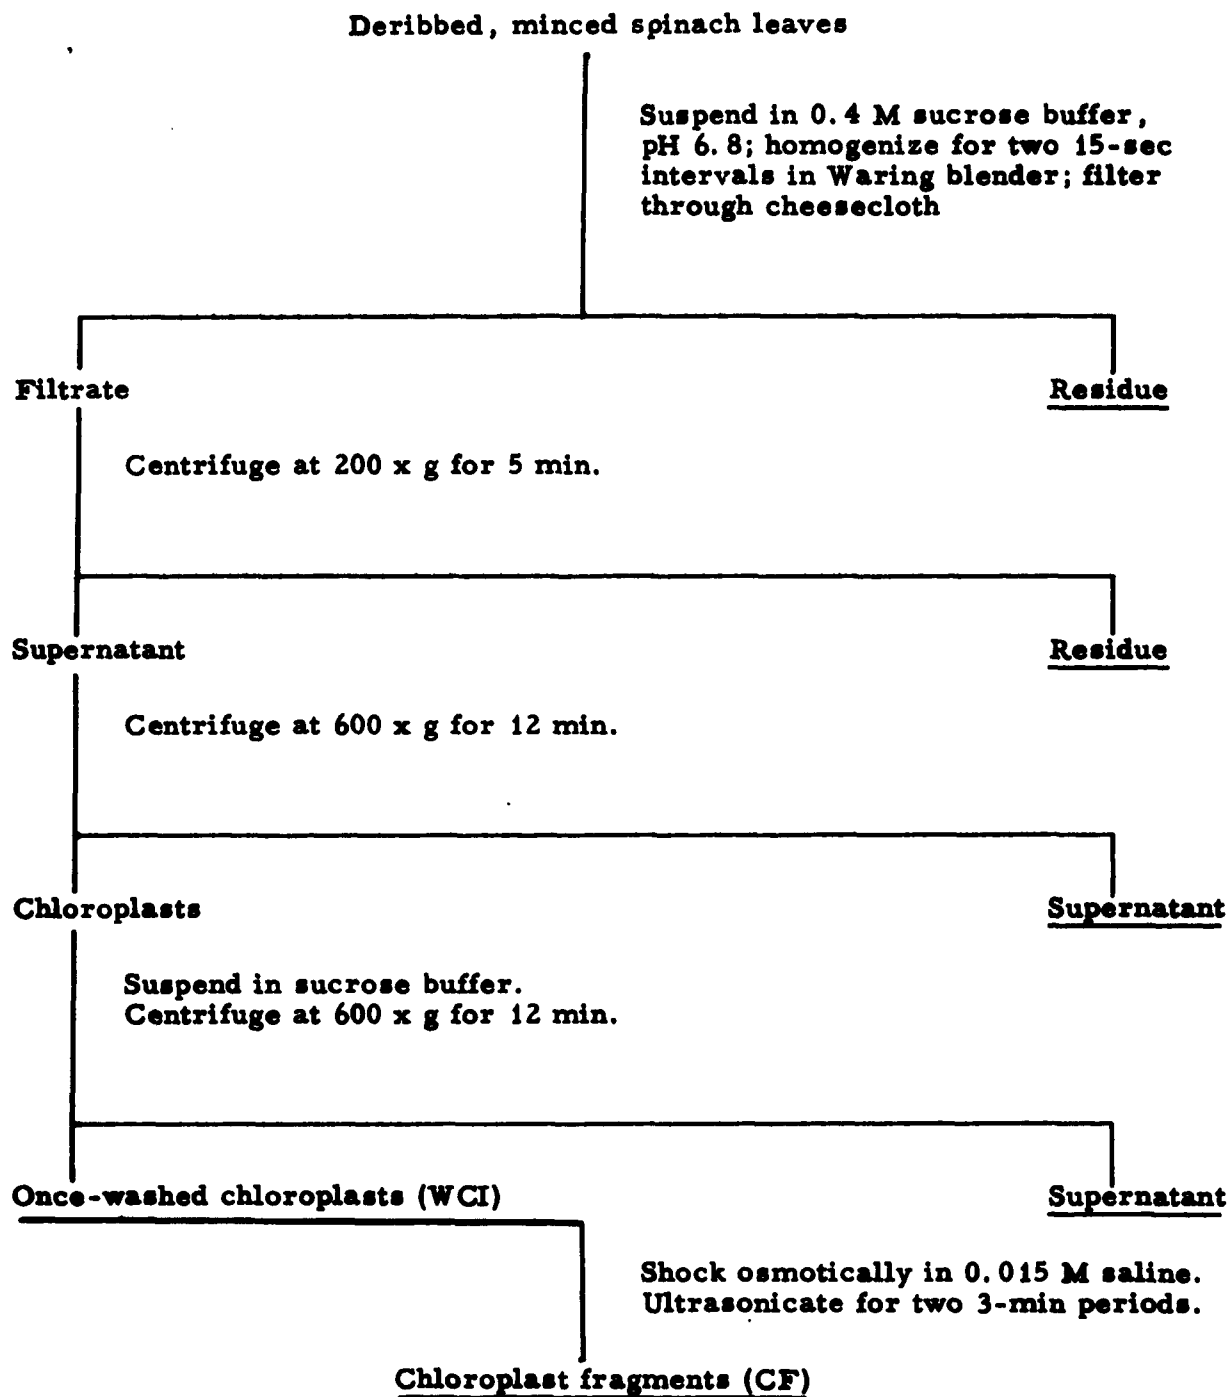 Deribbed, minced spinach leaves
Suspend in 0.4 M sucrose buffer,
pH 6.8; homogenize for two 15-sec
intervals in Waring blender; filter
through cheesecloth
Filtrate
Residue
Centrifuge at 200 x g for 5 min.
Supernatant
Residue
Centrifuge at 600 x g for 12 min.
Chloroplasts
Supernatant
Suspend in sucrose buffer.
Centrifuge at 600 x g for 12 min.
Once-washed chloroplasts (WCI)
Supernatant
Shock osmotically in 0.015 M saline.
Ultrasonicate for two 3-min periods.
Chloroplast fragments (CF)